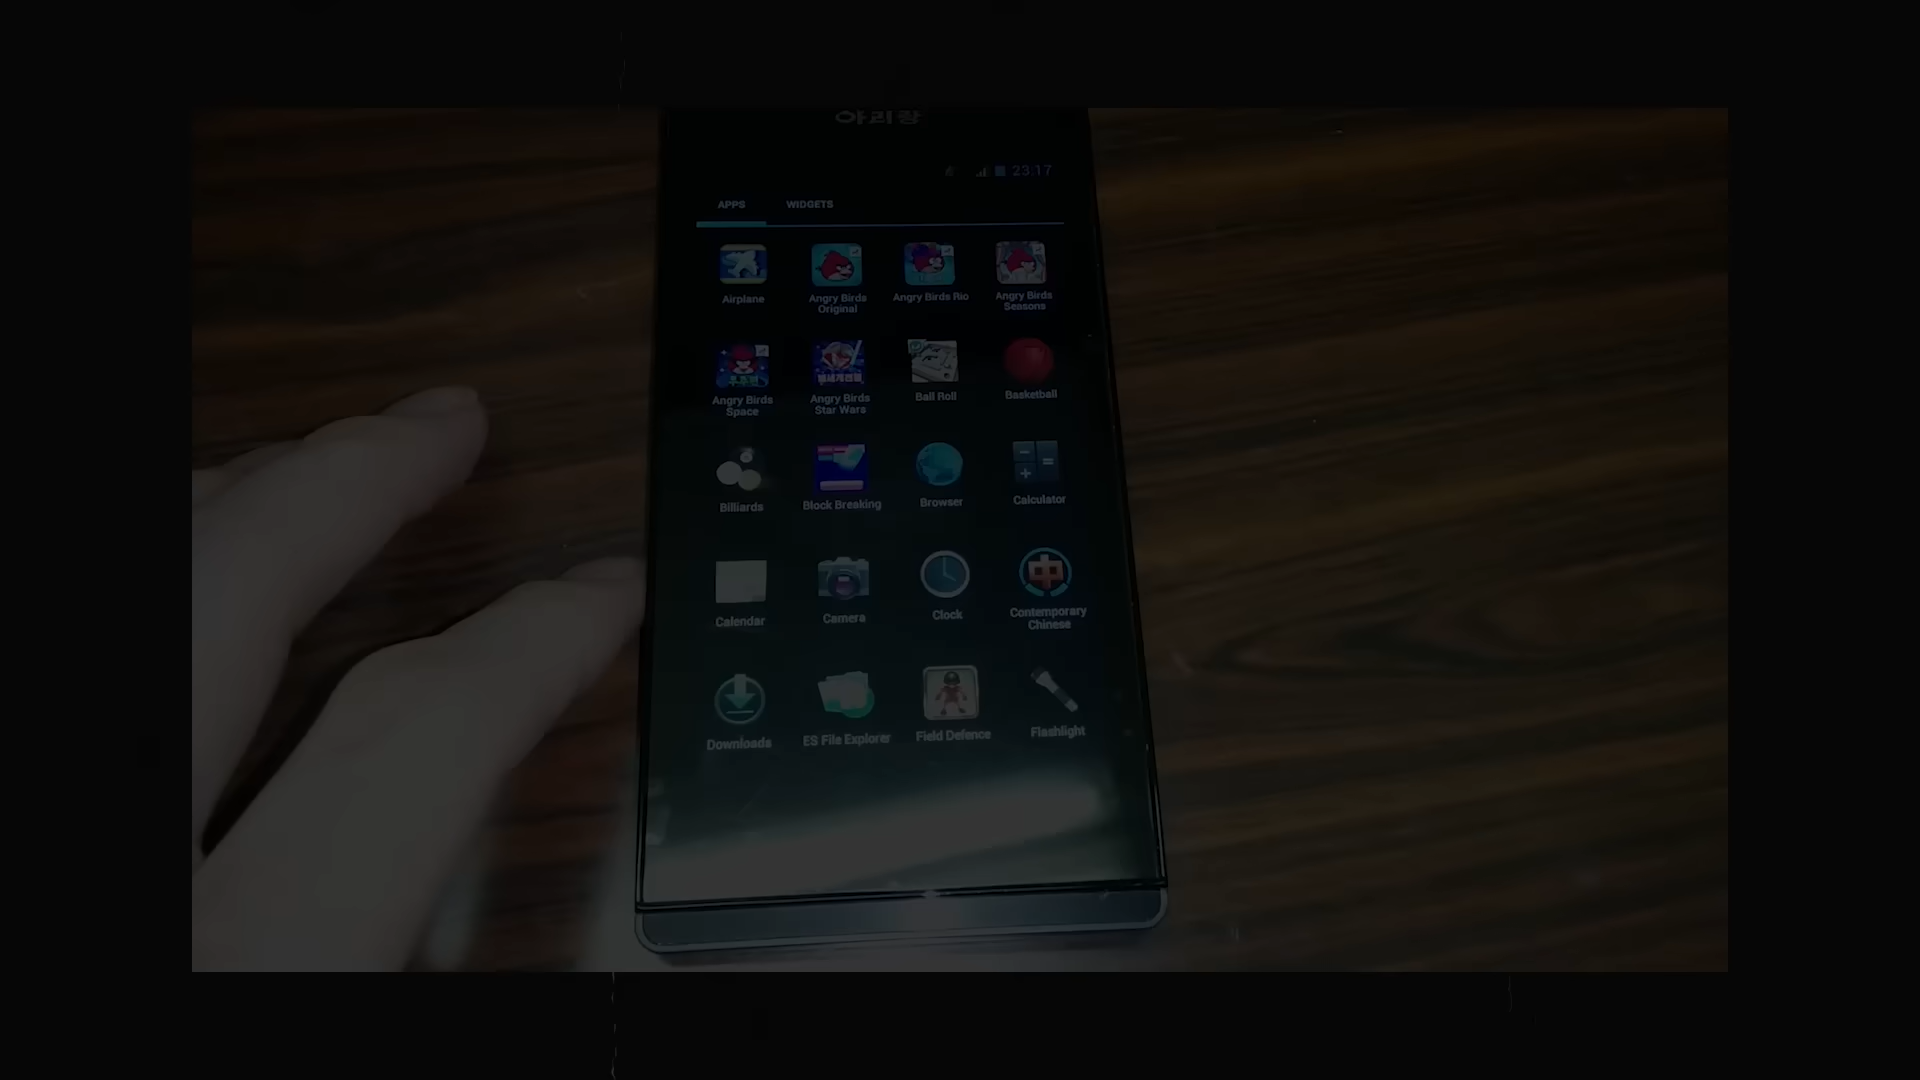 아리랑
23:17
APPS WIDGETS
Airplane
Angry Birds
Original
Angry Birds Rio
Angry Birds
Seasons
Angry Birds
Space
Angry Birds
Star Wars
Ball Roll
Basketball
Billiards
Block Breaking
Browser
Calculator
Calendar
Camera
Clock
中
Contemporary
Chinese
Downloads
ES File Explorer
Field Defence
Flashlight